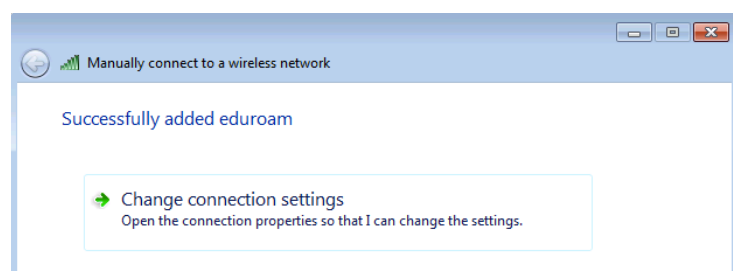 Manually connect to a wireless network
Successfully added eduroam
Change connection settings
Open the connection properties so that I can change the settings.